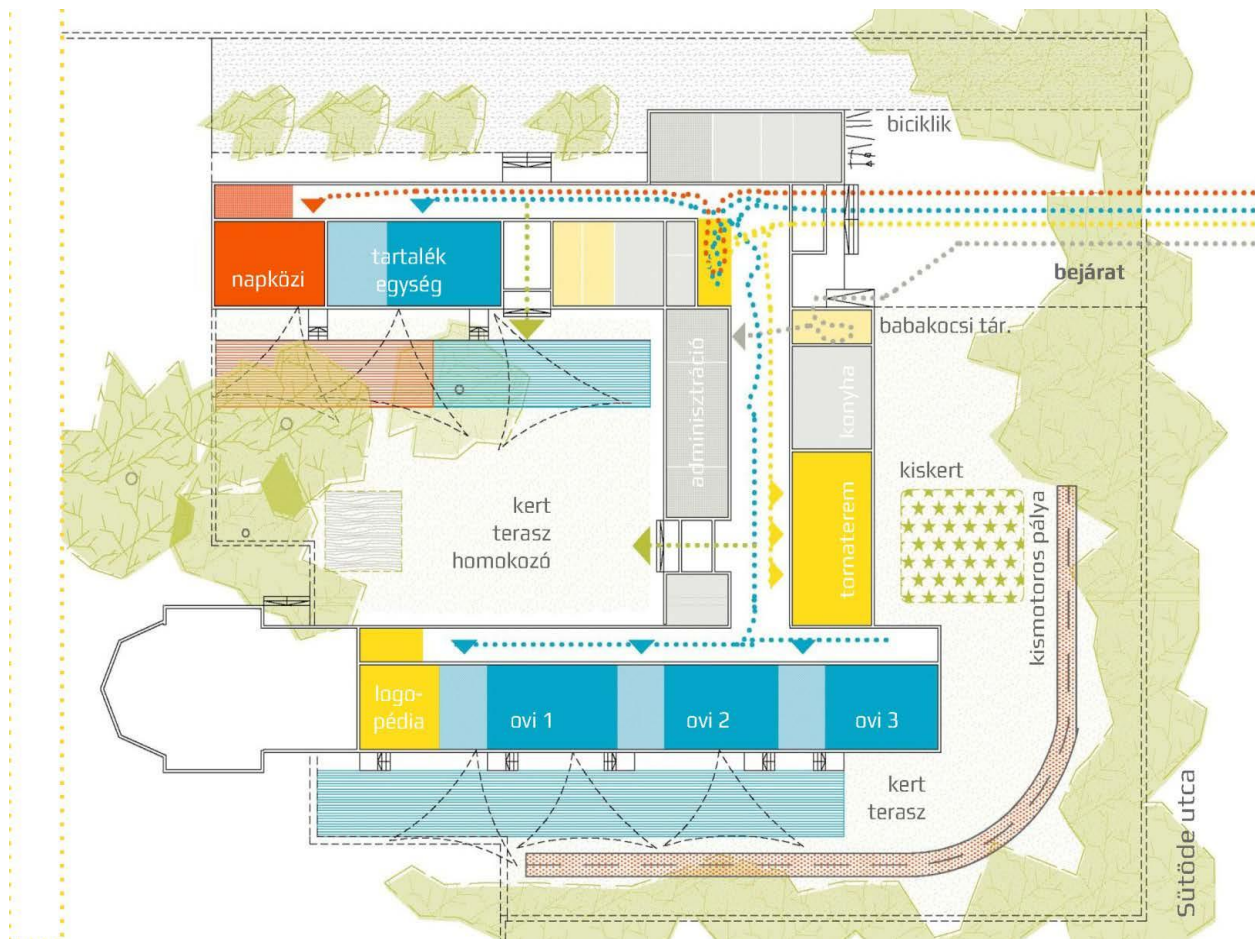 biciklik
napközi
tartalék
egység
bejárat
babakocsi tár.
adminisztráció
konyha
kiskert
kert
terasz
homokozó
tornaterem
kismotoros pálya
logo-
pédia
ovi 1
ovi 2
ovi 3
kert
terasz
Sütöde utca